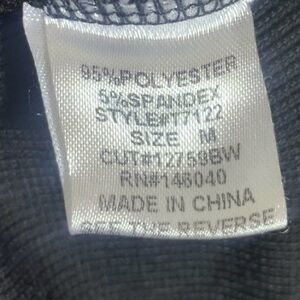 95%POLYESTER
5%SPANDEX
STYLE#T7122
SIZE M
CUT#12759BW
RN#146040
MADE IN CHINA
SEE THE REVERSE